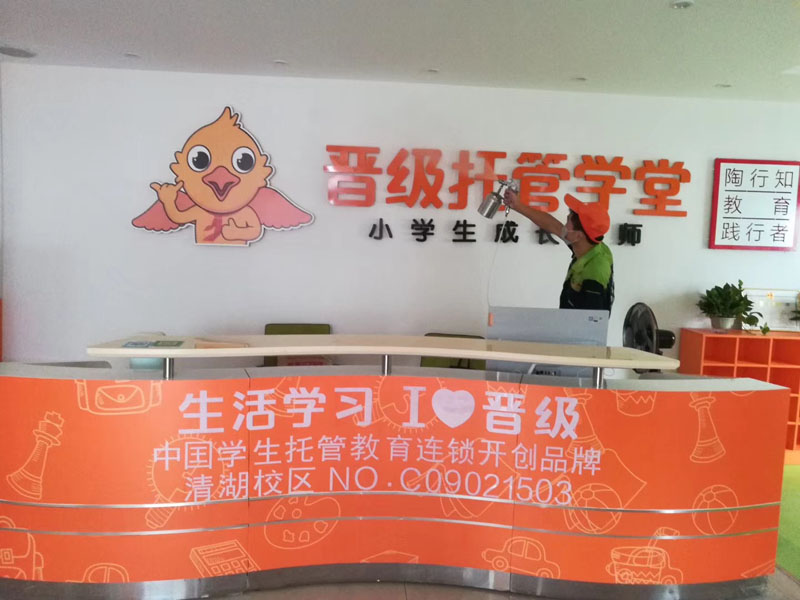 晋级托管学堂
小学生成长 师
陶行知
教育
践行者
生活学习 I 晋级
中国学生托管教育连锁开创品牌
清湖校区 NO.C09021503